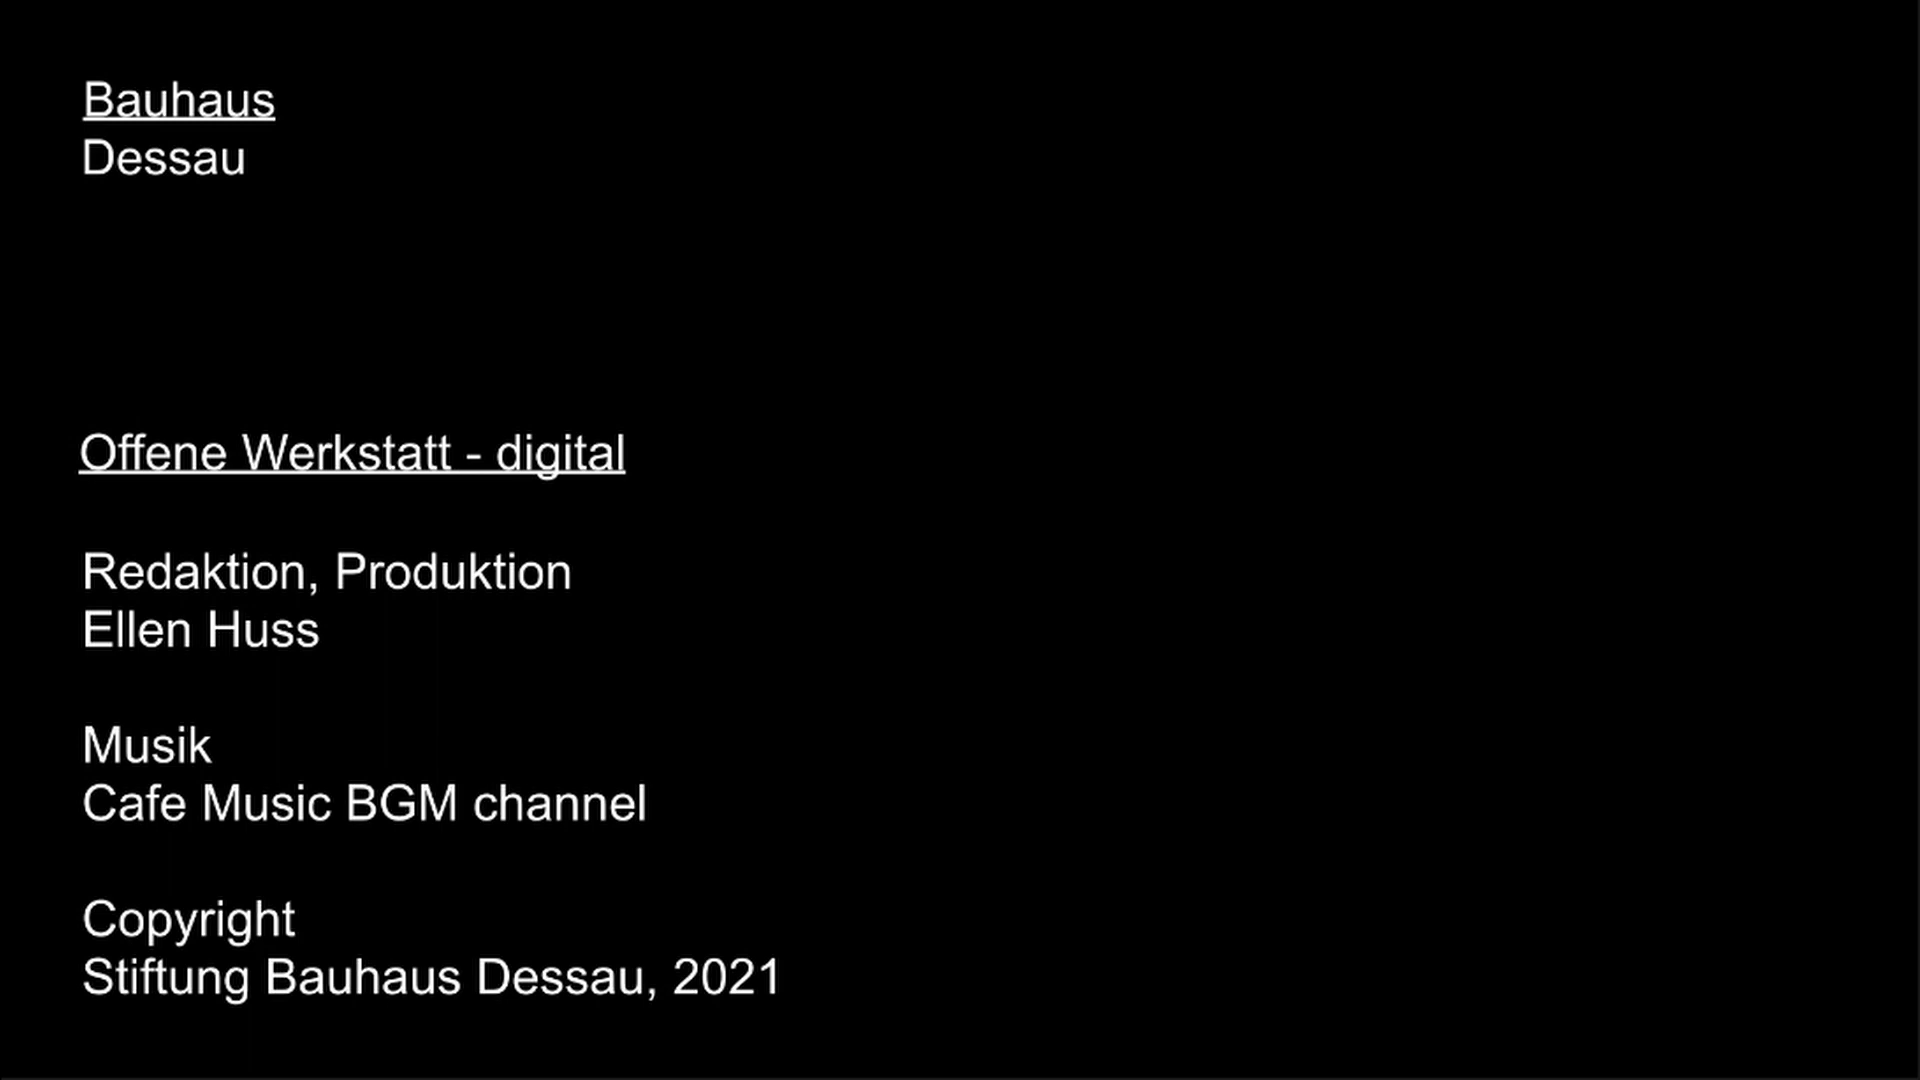 Bauhaus
Dessau
Offene Werkstatt - digital
Redaktion, Produktion
Ellen Huss
Musik
Cafe Music BGM channel
Copyright
Stiftung Bauhaus Dessau, 2021